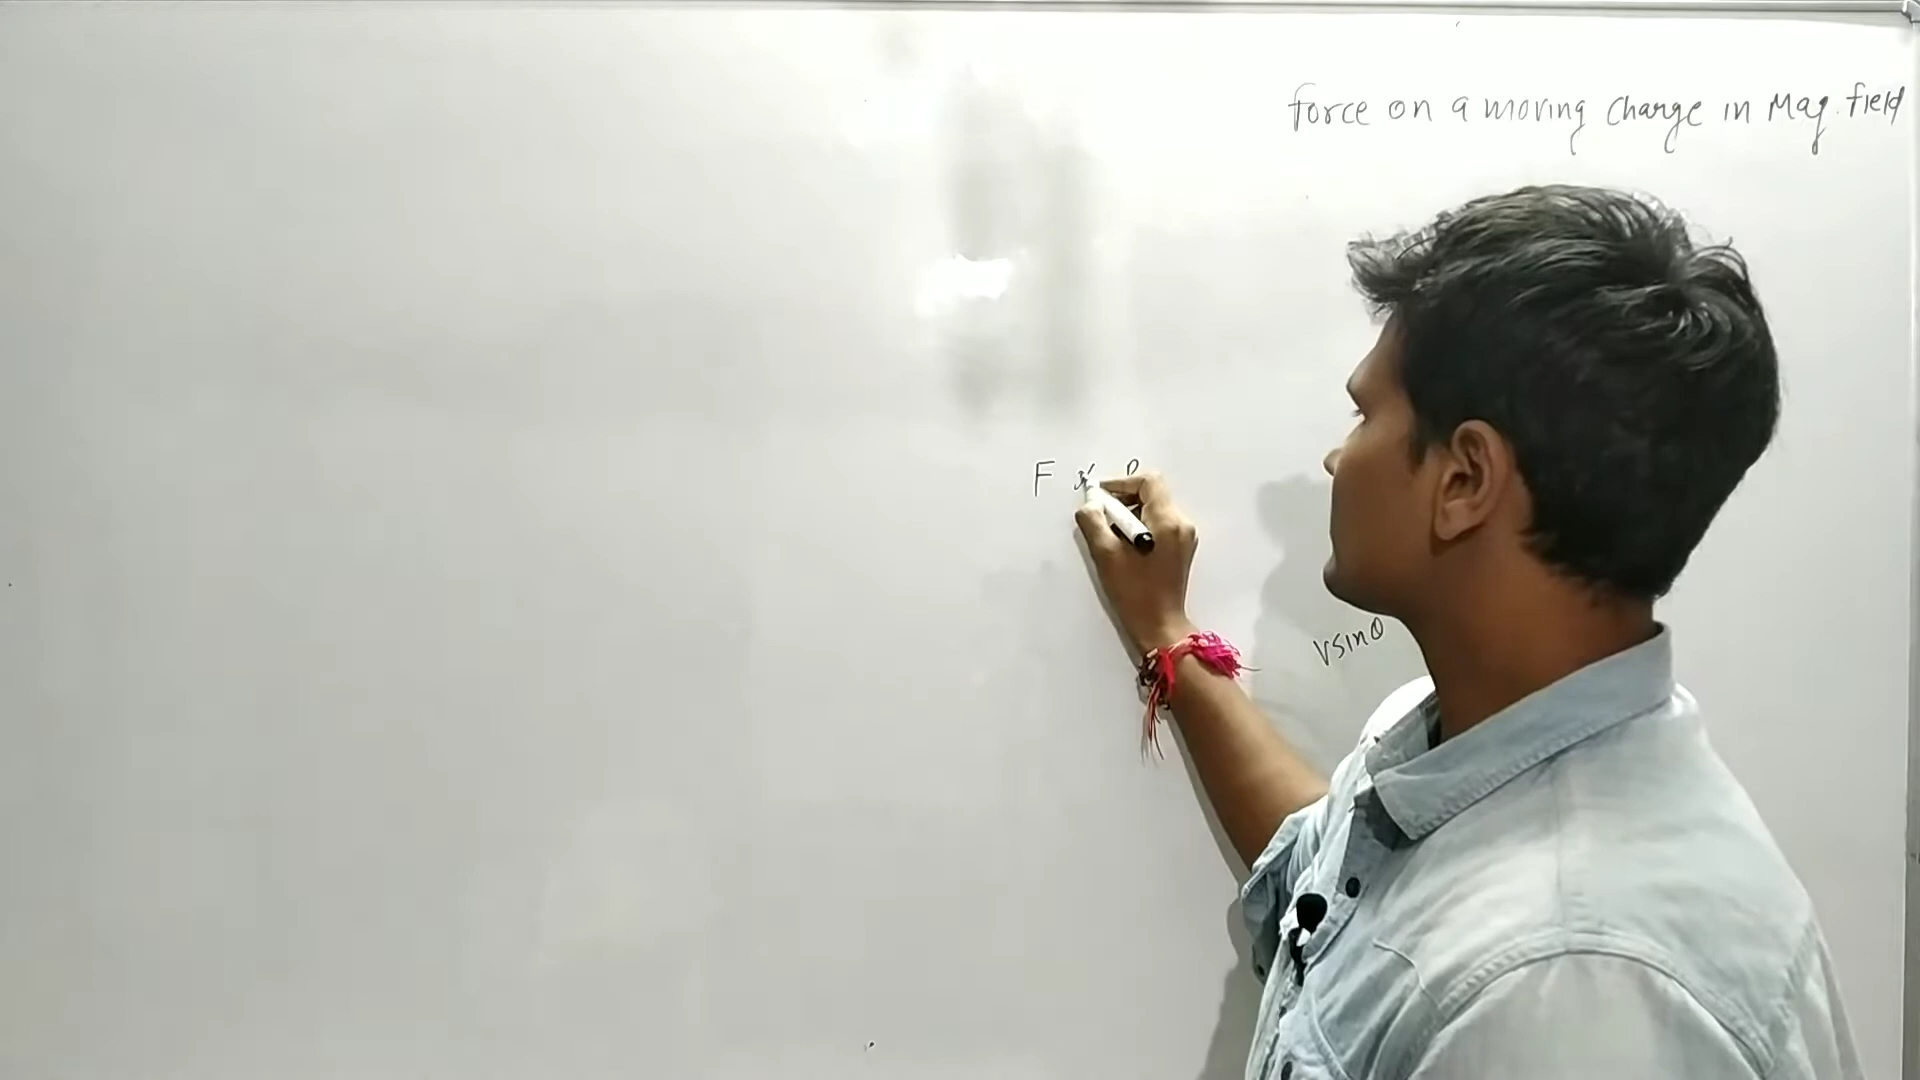 force on a moving charge in Mag. field
F
vsinθ